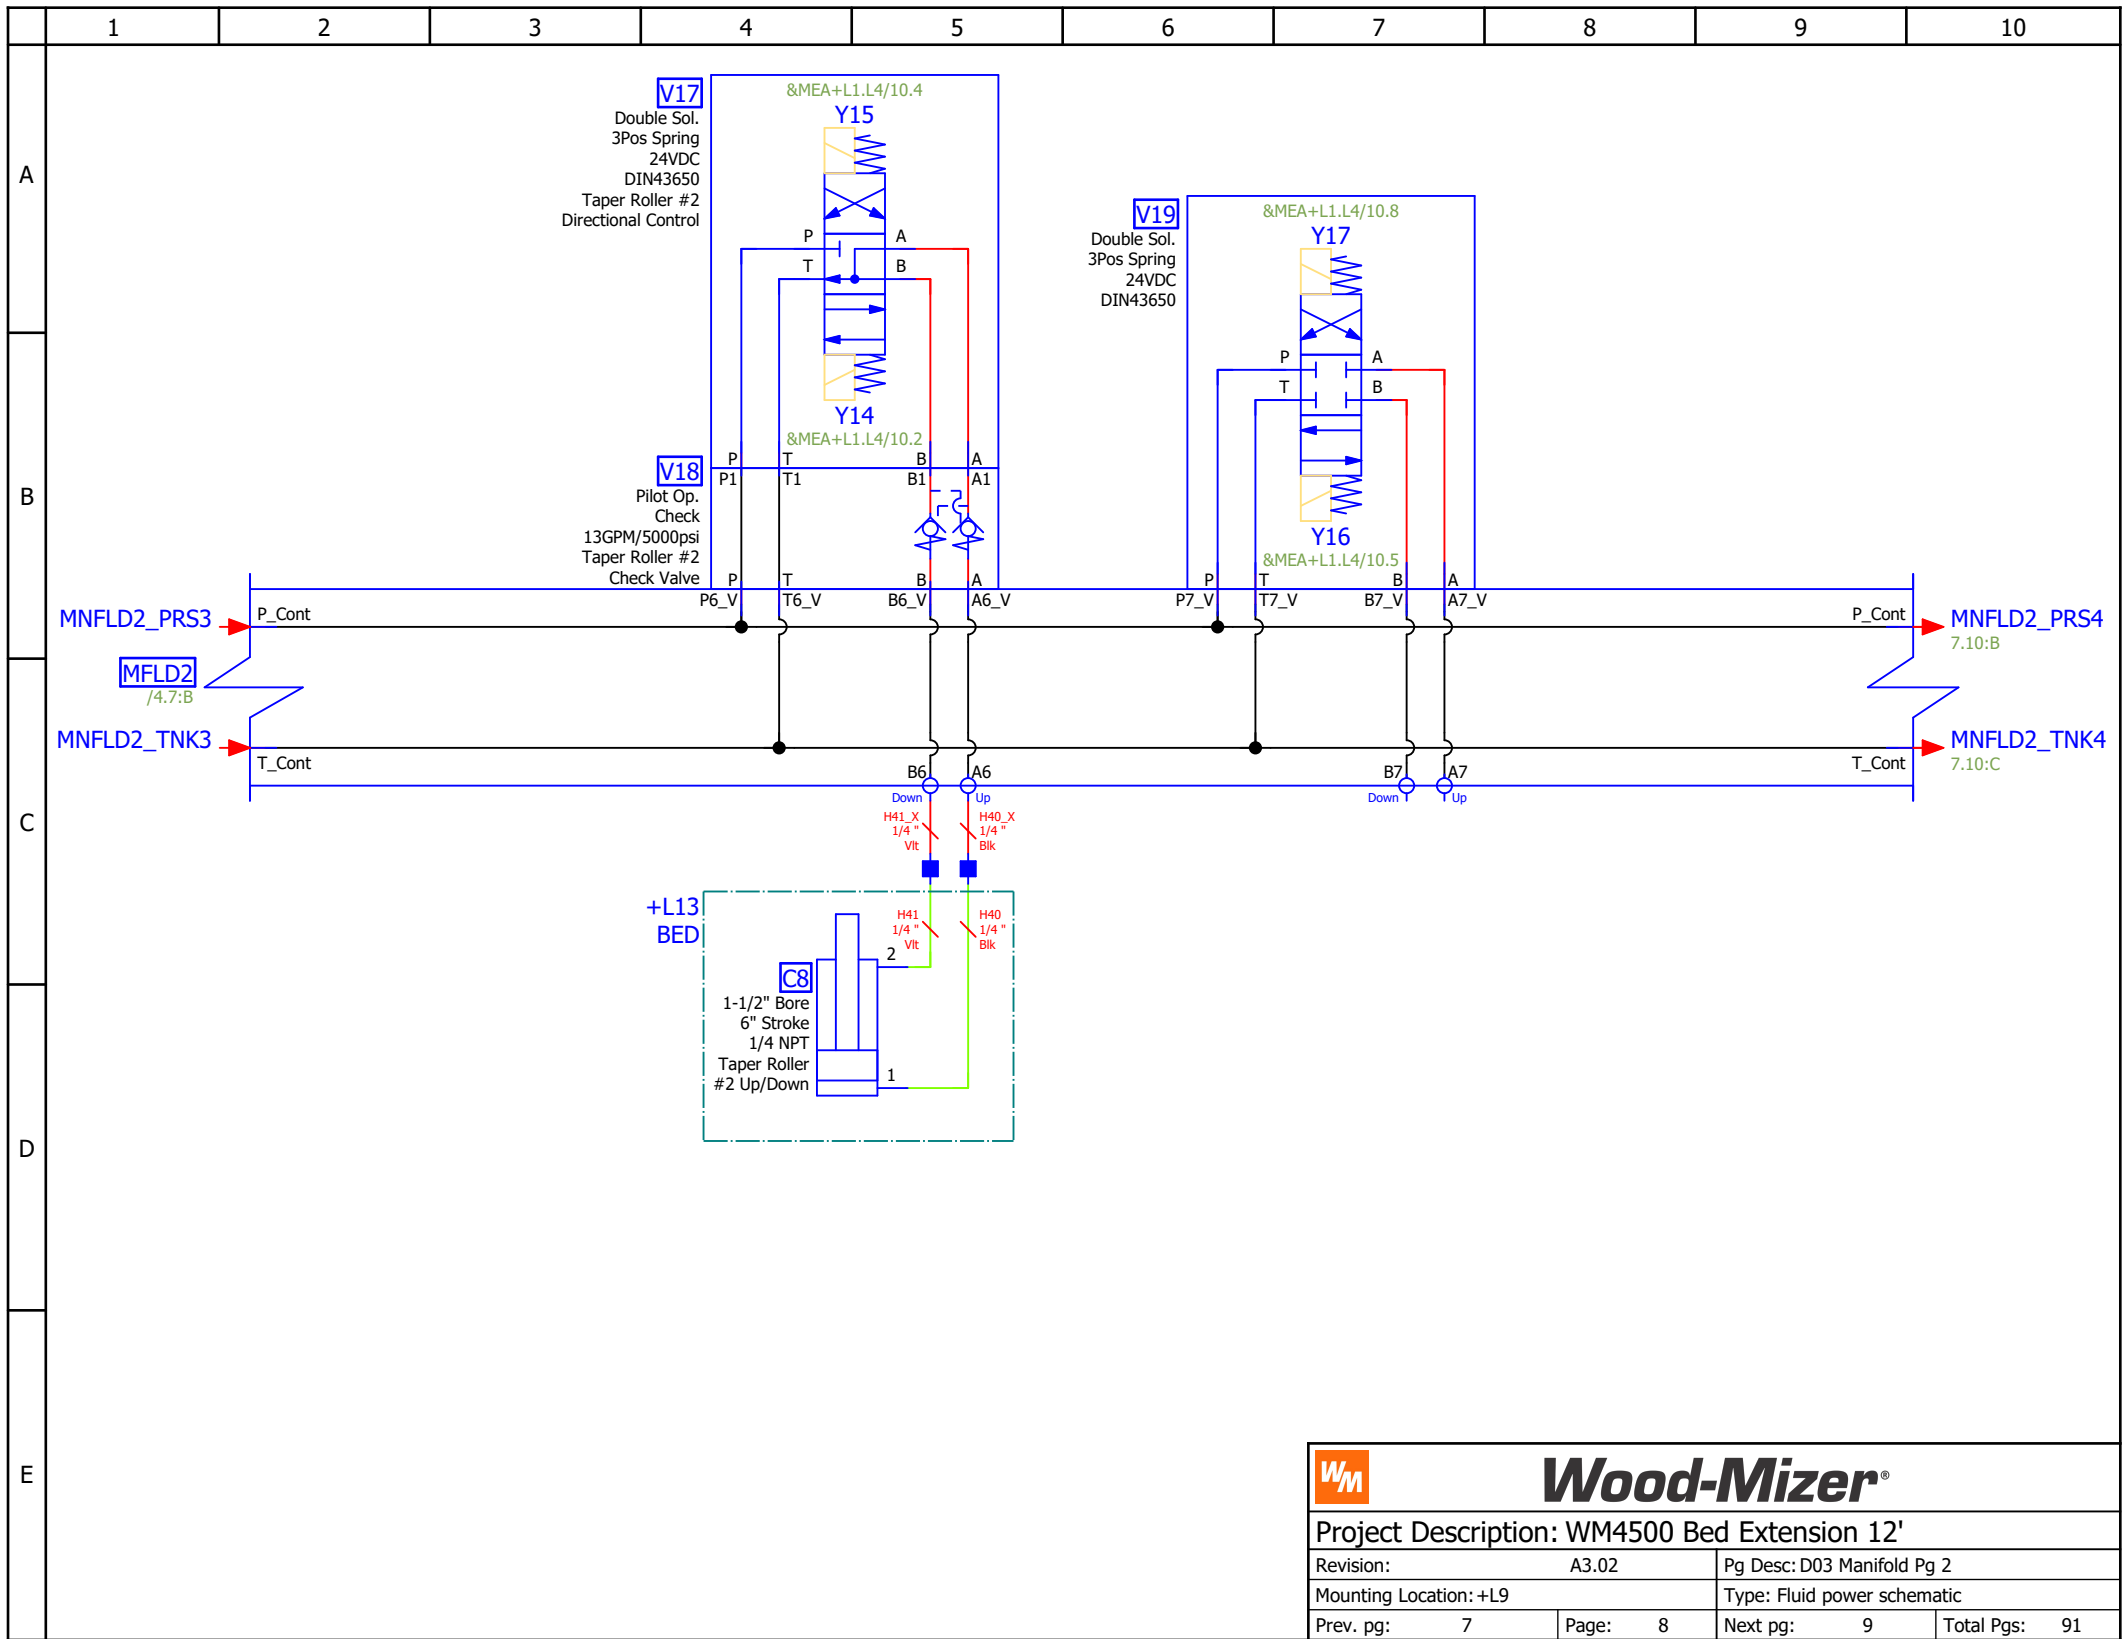 1 2 3 4 5 6 7 8 9 10
A
B
C
D
E
V17
Double Sol.
3Pos Spring
24VDC
DIN43650
Taper Roller #2
Directional Control
&MEA+L1.L4/10.4
Y15
P A
T B
Y14
&MEA+L1.L4/10.2
P T B A
V18
P1 T1 B1 A1
Pilot Op.
Check
13GPM/5000psi
Taper Roller #2
Check Valve
P T B A
P6_V T6_V B6_V A6_V
V19
Double Sol.
3Pos Spring
24VDC
DIN43650
&MEA+L1.L4/10.8
Y17
P A
T B
Y16
&MEA+L1.L4/10.5
P T B A
P7_V T7_V B7_V A7_V
MNFLD2_PRS3
P_Cont
P_Cont
MNFLD2_PRS4
7.10:B
MFLD2
/4.7:B
MNFLD2_TNK3
T_Cont
T_Cont
MNFLD2_TNK4
7.10:C
B6 A6
Down Up
B7 A7
Down Up
H41_X
1/4 "
Vlt
H40_X
1/4 "
Blk
+L13
BED
H41
1/4 "
Vlt
H40
1/4 "
Blk
2
C8
1-1/2" Bore
6" Stroke
1/4 NPT
Taper Roller
#2 Up/Down
1
WM
Wood-Mizer®
Project Description: WM4500 Bed Extension 12'
Revision: A3.02 Pg Desc: D03 Manifold Pg 2
Mounting Location: +L9 Type: Fluid power schematic
Prev. pg: 7 Page: 8 Next pg: 9 Total Pgs: 91